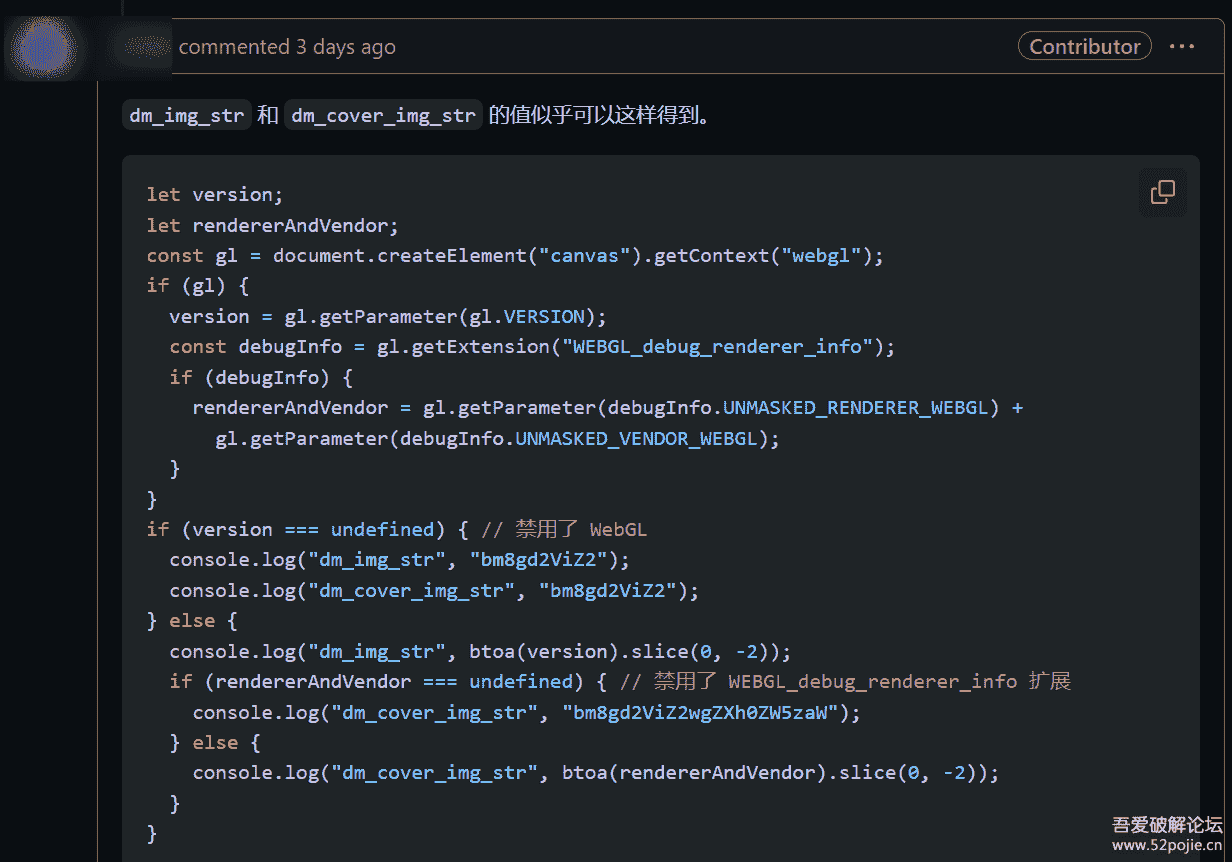 commented 3 days ago
Contributor
dm_img_str 和 dm_cover_img_str 的值似乎可以这样得到。
let version;
let rendererAndVendor;
const gl = document.createElement("canvas").getContext("webgl");
if (gl) {
  version = gl.getParameter(gl.VERSION);
  const debugInfo = gl.getExtension("WEBGL_debug_renderer_info");
  if (debugInfo) {
    rendererAndVendor = gl.getParameter(debugInfo.UNMASKED_RENDERER_WEBGL) +
      gl.getParameter(debugInfo.UNMASKED_VENDOR_WEBGL);
  }
}
if (version === undefined) { // 禁用了 WebGL
  console.log("dm_img_str", "bm8gd2ViZ2");
  console.log("dm_cover_img_str", "bm8gd2ViZ2");
} else {
  console.log("dm_img_str", btoa(version).slice(0, -2));
  if (rendererAndVendor === undefined) { // 禁用了 WEBGL_debug_renderer_info 扩展
    console.log("dm_cover_img_str", "bm8gd2ViZ2wgZXh0ZW5zaW");
  } else {
    console.log("dm_cover_img_str", btoa(rendererAndVendor).slice(0, -2));
  }
}
吾爱破解论坛
www.52pojie.cn